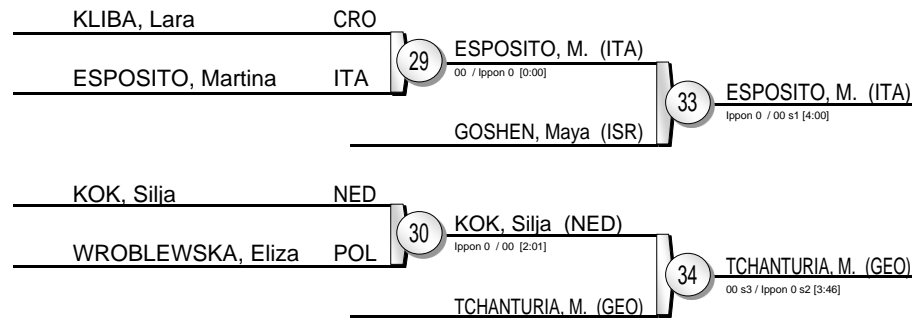 KLIBA, Lara CRO
ESPOSITO, Martina ITA
29
ESPOSITO, M. (ITA)
00 / Ippon 0 [0:00]
GOSHEN, Maya (ISR)
33
ESPOSITO, M. (ITA)
Ippon 0 / 00 s1 [4:00]
KOK, Silja NED
WROBLEWSKA, Eliza POL
30
KOK, Silja (NED)
Ippon 0 / 00 [2:01]
TCHANTURIA, M. (GEO)
34
TCHANTURIA, M. (GEO)
00 s3 / Ippon 0 s2 [3:46]